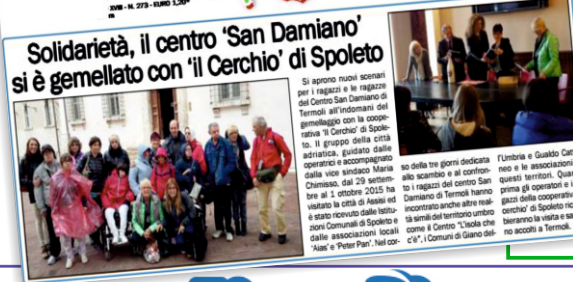 XVIII - N. 273 - EURO 1,20
Solidarietà, il centro 'San Damiano'
si è gemellato con 'il Cerchio' di Spoleto
Si aprono nuovi scenari
per i ragazzi e le ragazze
del Centro San Damiano di
Termoli all'indomani del
gemellaggio con la coope-
rativa 'Il Cerchio' di Spole-
to. Il gruppo della città
adriatica, guidato dalle
operatrici e accompagnato
dalla vice sindaco Maria
Chimisso, dal 29 settem-
bre al 1 ottobre 2015 ha
visitato la città di Assisi ed
è stato ricevuto dalle Istitu-
zioni Comunali di Spoleto e
dalle associazioni locali
'Aias' e 'Peter Pan'. Nel cor-
so della tre giorni dedicata
allo scambio e al confron-
to i ragazzi del centro San
Damiano di Termoli hanno
incontrato anche altre real-
tà simili del territorio umbro
come il Centro "L'isola che
c'è", i Comuni di Giano del-
l'Umbria e Gualdo Catt
neo e le associazioni
questi territori. Quan
prima gli operatori e i
gazzi della cooperativ
cerchio' di Spoleto ric
bieranno la visita e sa
no accolti a Termoli.